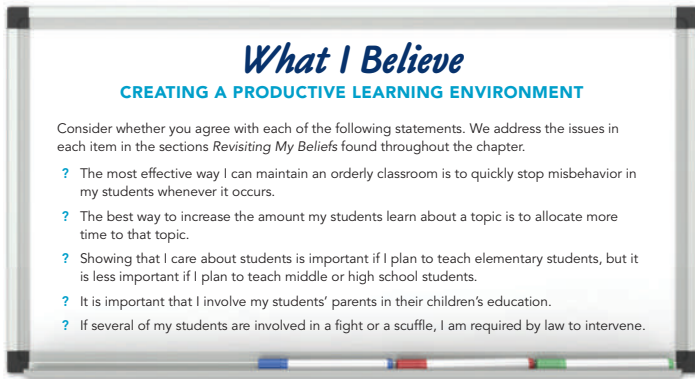 What I Believe
CREATING A PRODUCTIVE LEARNING ENVIRONMENT
Consider whether you agree with each of the following statements. We address the issues in
each item in the sections Revisiting My Beliefs found throughout the chapter.
? The most effective way I can maintain an orderly classroom is to quickly stop misbehavior in
my students whenever it occurs.
? The best way to increase the amount my students learn about a topic is to allocate more
time to that topic.
? Showing that I care about students is important if I plan to teach elementary students, but it
is less important if I plan to teach middle or high school students.
? It is important that I involve my students' parents in their children's education.
? If several of my students are involved in a fight or a scuffle, I am required by law to intervene.